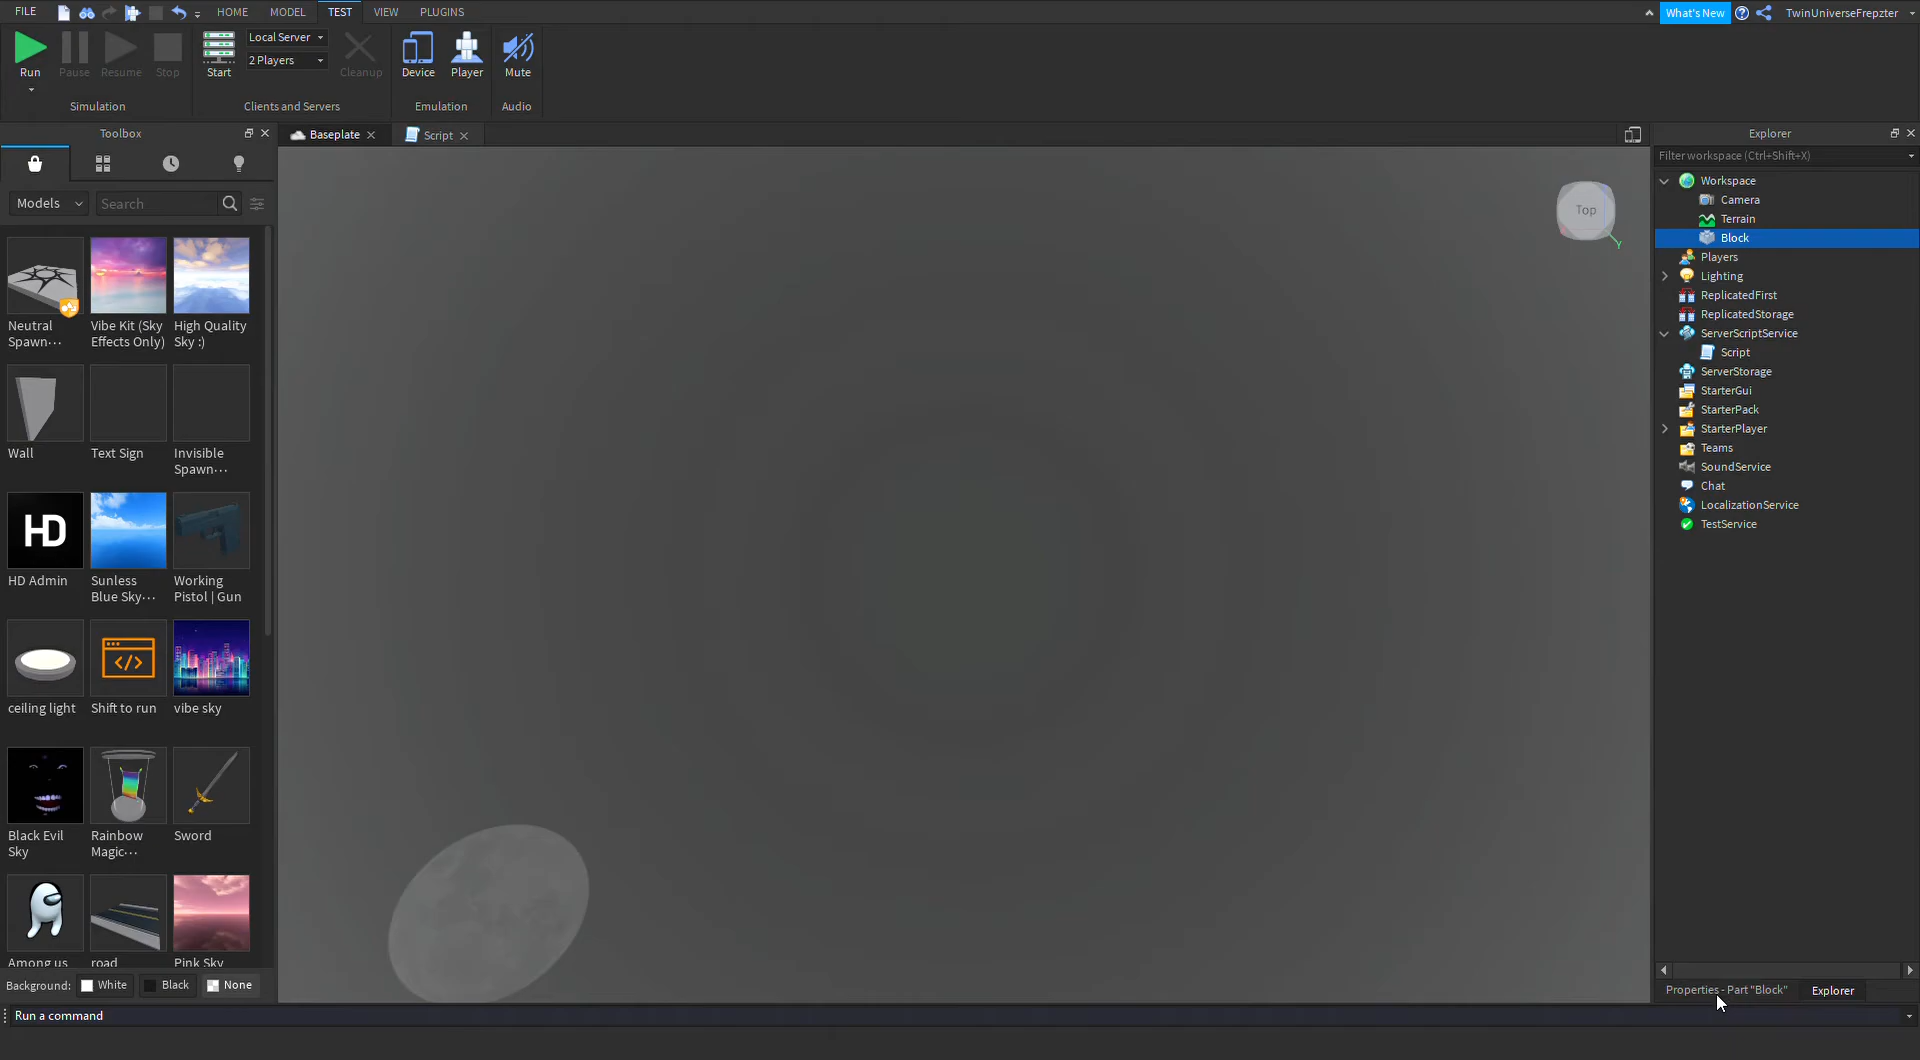 FILE
HOME
MODEL
TEST
VIEW
PLUGINS
What's New
TwinUniverseFrepzter
Run
Pause
Resume
Stop
Simulation
Start
Local Server
2 Players
Cleanup
Clients and Servers
Device
Player
Emulation
Mute
Audio
Toolbox
Models
Search
Neutral
Spawn···
Vibe Kit (Sky
Effects Only)
High Quality
Sky :)
Wall
Text Sign
Invisible
Spawn···
HD
HD Admin
Sunless
Blue Sky···
Working
Pistol | Gun
ceiling light
Shift to run
vibe sky
Black Evil
Sky
Rainbow
Magic···
Sword
Among us
road
Pink Sky
Background:
White
Black
None
Run a command
Baseplate
Script
Top
Y
Explorer
Filter workspace (Ctrl+Shift+X)
Workspace
Camera
Terrain
Block
Players
Lighting
ReplicatedFirst
ReplicatedStorage
ServerScriptService
Script
ServerStorage
StarterGui
StarterPack
StarterPlayer
Teams
SoundService
Chat
LocalizationService
TestService
Properties - Part "Block"
Explorer